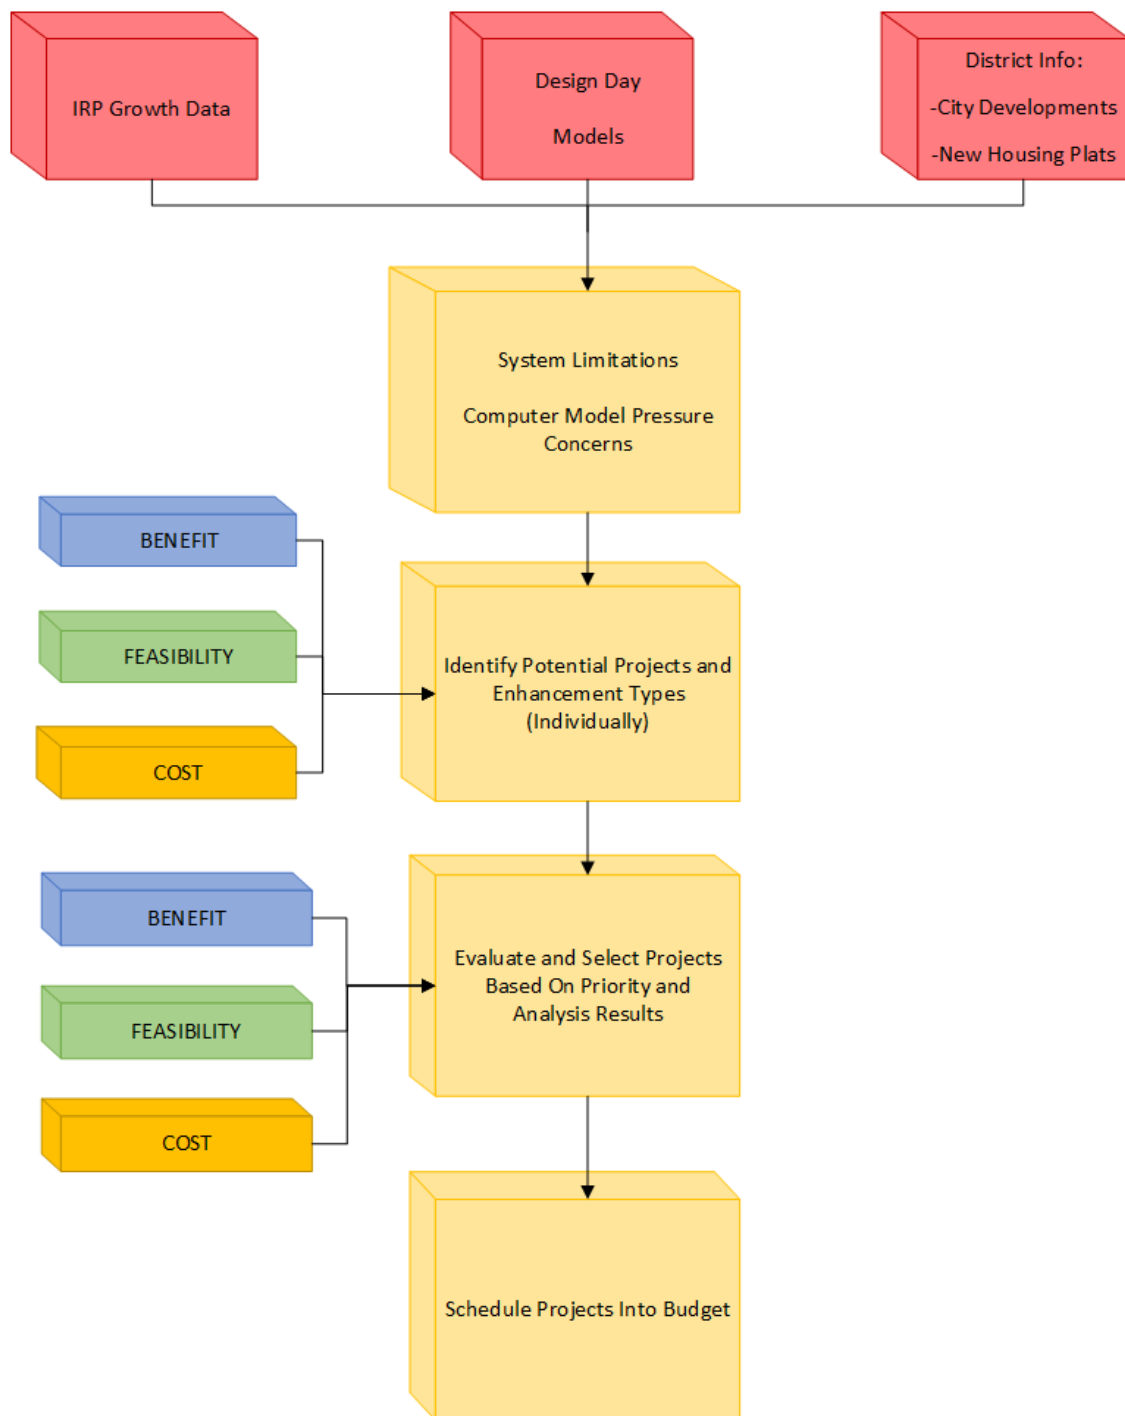 IRP Growth Data
Design Day
Models
District Info:
-City Developments
-New Housing Plats
System Limitations
Computer Model Pressure
Concerns
BENEFIT
FEASIBILITY
COST
Identify Potential Projects and
Enhancement Types
(Individually)
BENEFIT
FEASIBILITY
COST
Evaluate and Select Projects
Based On Priority and
Analysis Results
Schedule Projects Into Budget